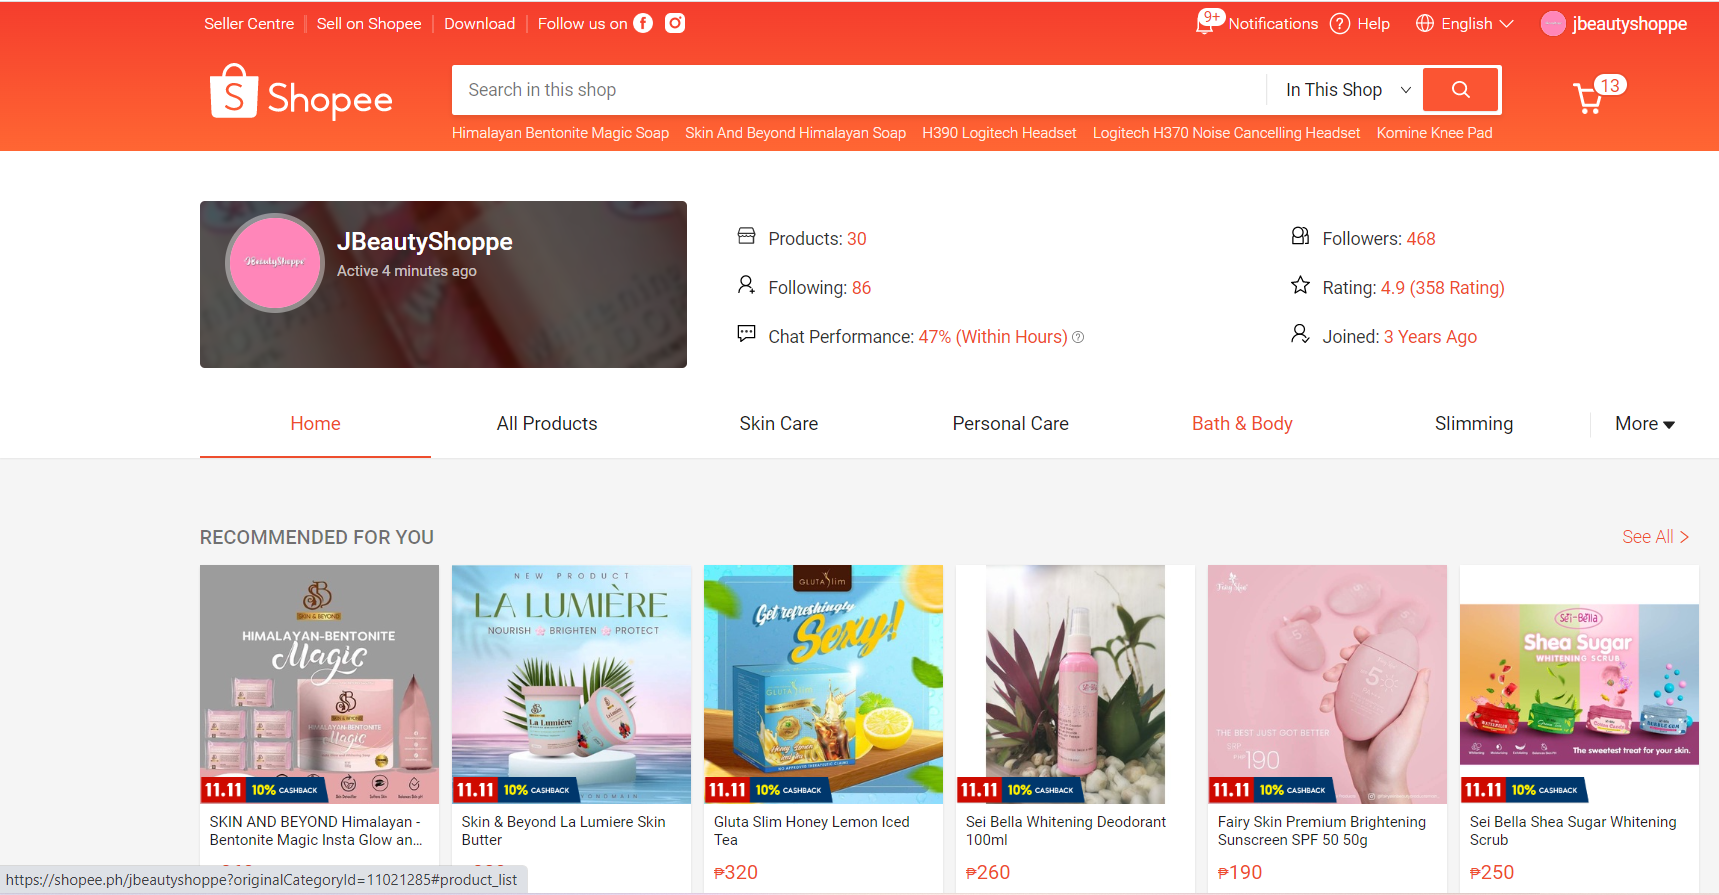 Seller Centre Sell on Shopee Download Follow us on
9+ Notifications Help English jbeautyshoppe
Shopee
Search in this shop In This Shop
13
Himalayan Bentonite Magic Soap Skin And Beyond Himalayan Soap H390 Logitech Headset Logitech H370 Noise Cancelling Headset Komine Knee Pad
JBeautyShoppe
JBeautyShoppe
Active 4 minutes ago
Products: 30
Followers: 468
Following: 86
Rating: 4.9 (358 Rating)
Chat Performance: 47% (Within Hours)
Joined: 3 Years Ago
Home All Products Skin Care Personal Care Bath & Body Slimming More
RECOMMENDED FOR YOU See All >
SKIN & BEYOND
HIMALAYAN-BENTONITE
Magic
SKIN & BEYOND
HIMALAYAN-BENTONITE
Magic
11.11 10% CASHBACK
SKIN AND BEYOND Himalayan -
Bentonite Magic Insta Glow an...
NEW PRODUCT
LA LUMIÈRE
NOURISH BRIGHTEN PROTECT
La Lumière
11.11 10% CASHBACK
Skin & Beyond La Lumiere Skin
Butter
GLUTA Slim
Get refreshingly
Sexy!
GLUTA SLIM
11.11 10% CASHBACK
Gluta Slim Honey Lemon Iced
Tea
₱320
11.11 10% CASHBACK
Sei Bella Whitening Deodorant
100ml
₱260
Fairy Skin
THE BEST JUST GOT BETTER
SRP
190
11.11 10% CASHBACK
Fairy Skin Premium Brightening
Sunscreen SPF 50 50g
₱190
Sei-Bella
Shea Sugar
WHITENING SCRUB
The sweetest treat for your skin.
11.11 10% CASHBACK
Sei Bella Shea Sugar Whitening
Scrub
₱250
https://shopee.ph/jbeautyshoppe?originalCategoryId=11021285#product_list